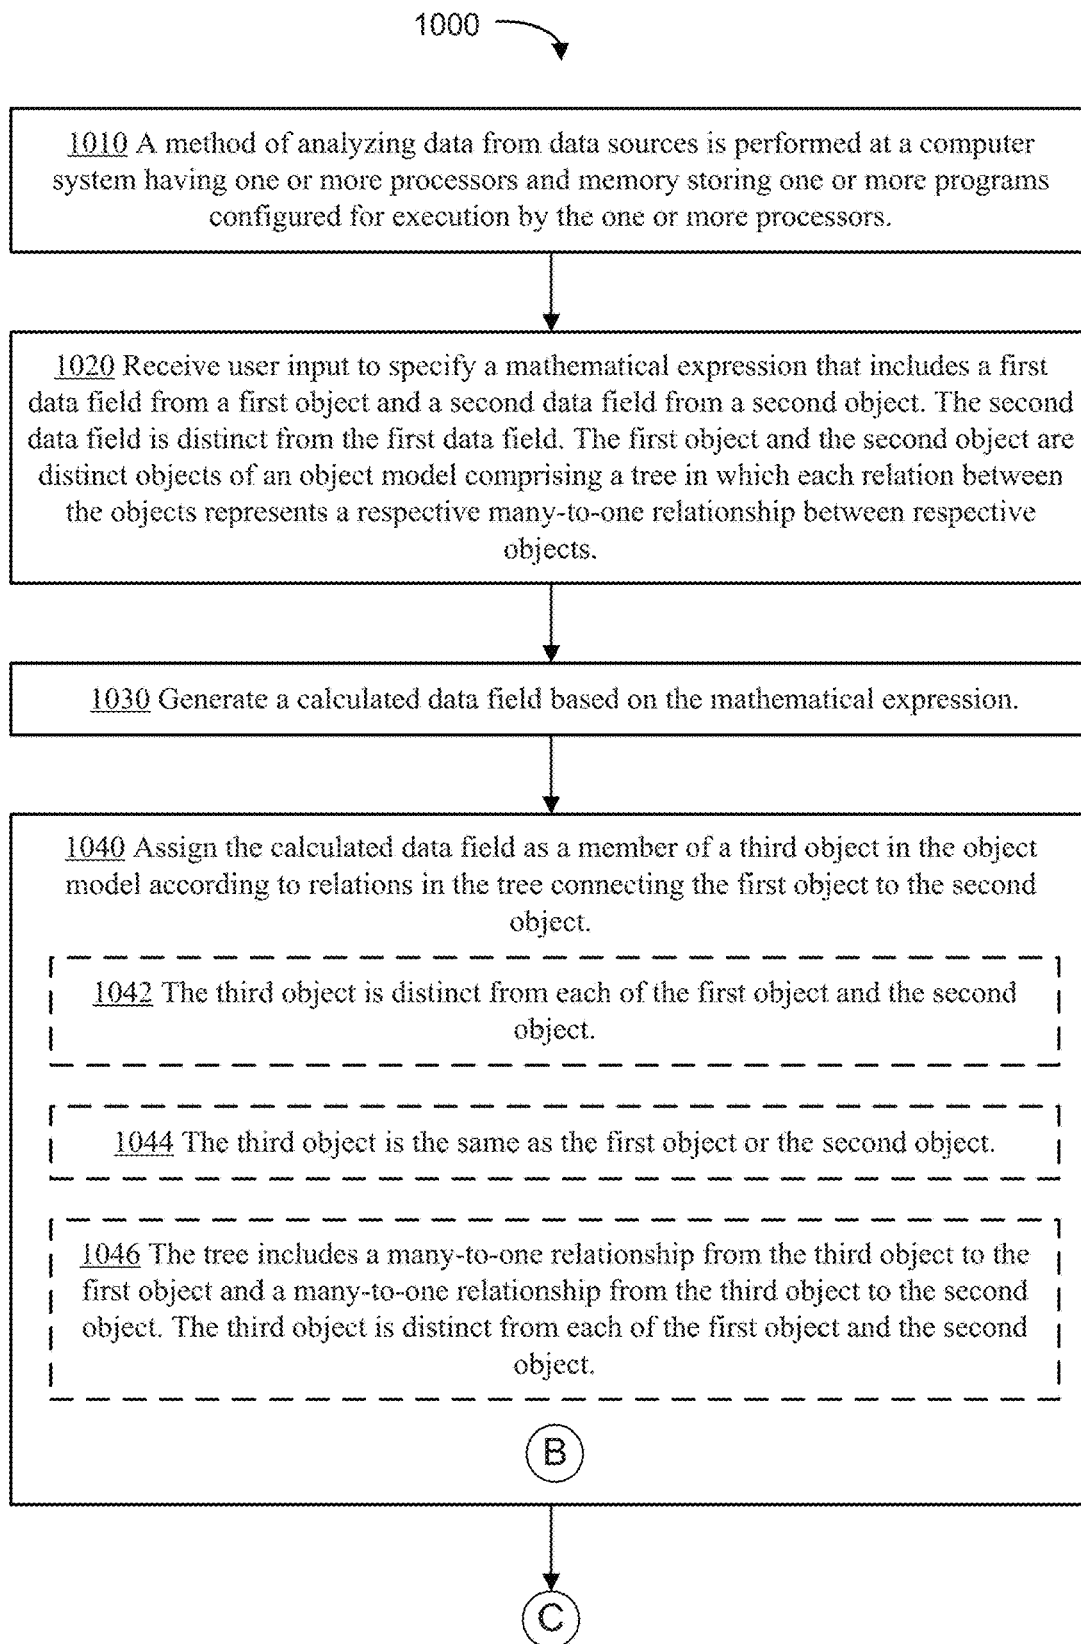 1000
1010 A method of analyzing data from data sources is performed at a computer
system having one or more processors and memory storing one or more programs
configured for execution by the one or more processors.
1020 Receive user input to specify a mathematical expression that includes a first
data field from a first object and a second data field from a second object. The second
data field is distinct from the first data field. The first object and the second object are
distinct objects of an object model comprising a tree in which each relation between
the objects represents a respective many-to-one relationship between respective
objects.
1030 Generate a calculated data field based on the mathematical expression.
1040 Assign the calculated data field as a member of a third object in the object
model according to relations in the tree connecting the first object to the second
object.
1042 The third object is distinct from each of the first object and the second
object.
1044 The third object is the same as the first object or the second object.
1046 The tree includes a many-to-one relationship from the third object to the
first object and a many-to-one relationship from the third object to the second
object. The third object is distinct from each of the first object and the second
object.
B
C